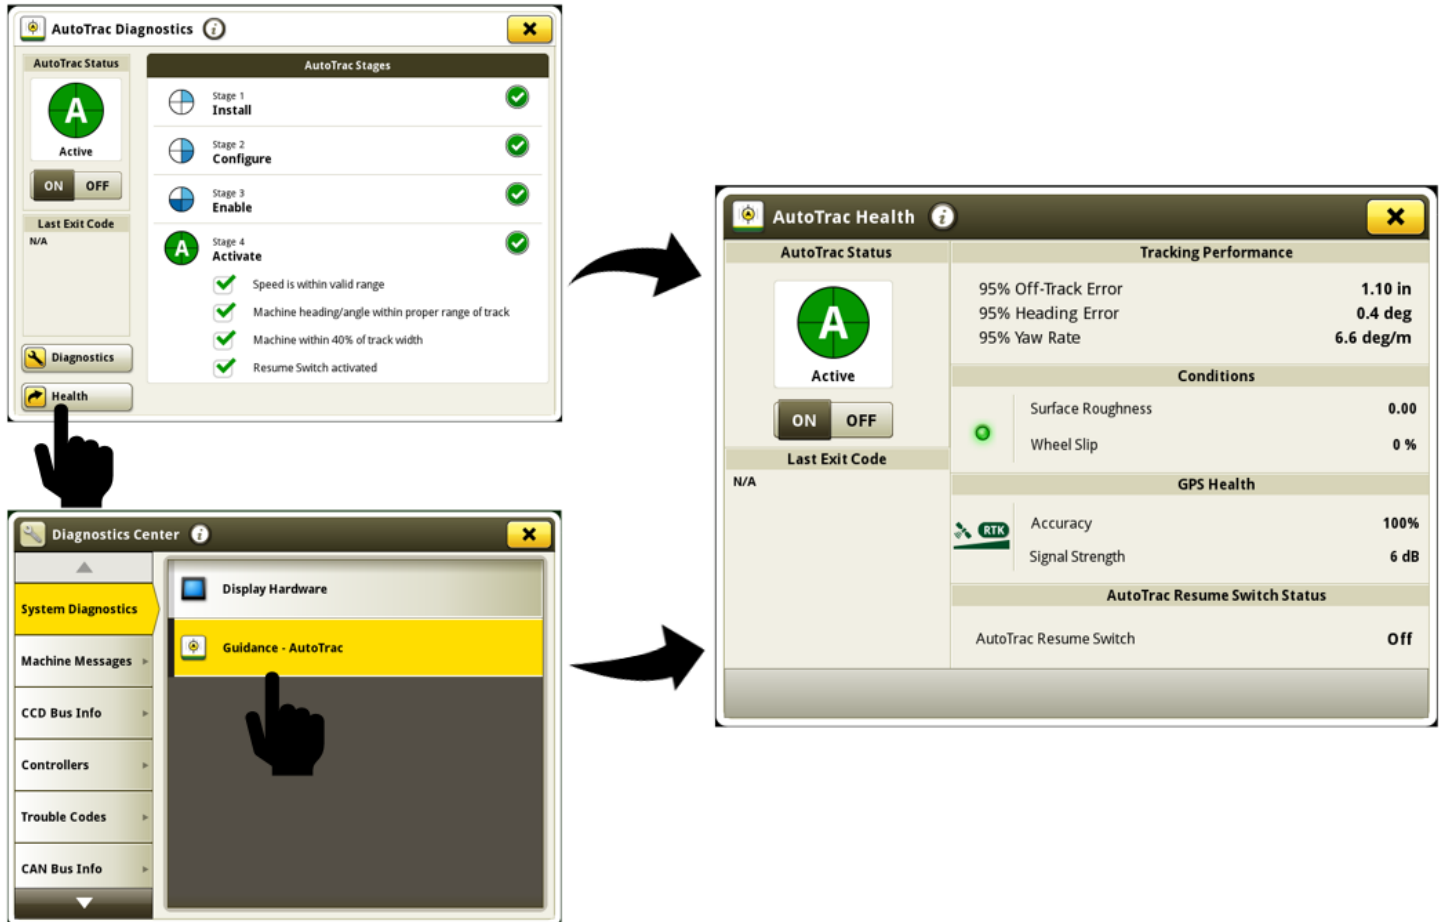 AutoTrac Diagnostics i
AutoTrac Status
A
Active
ON OFF
Last Exit Code
N/A
Diagnostics
Health
AutoTrac Stages
Stage 1
Install
Stage 2
Configure
Stage 3
Enable
A
Stage 4
Activate
Speed is within valid range
Machine heading/angle within proper range of track
Machine within 40% of track width
Resume Switch activated
Diagnostics Center i
System Diagnostics
Machine Messages
CCD Bus Info
Controllers
Trouble Codes
CAN Bus Info
Display Hardware
Guidance - AutoTrac
AutoTrac Health i
AutoTrac Status
A
Active
ON OFF
Last Exit Code
N/A
Tracking Performance
95% Off-Track Error 1.10 in
95% Heading Error 0.4 deg
95% Yaw Rate 6.6 deg/m
Conditions
Surface Roughness 0.00
Wheel Slip 0 %
GPS Health
RTK
Accuracy 100%
Signal Strength 6 dB
AutoTrac Resume Switch Status
AutoTrac Resume Switch Off